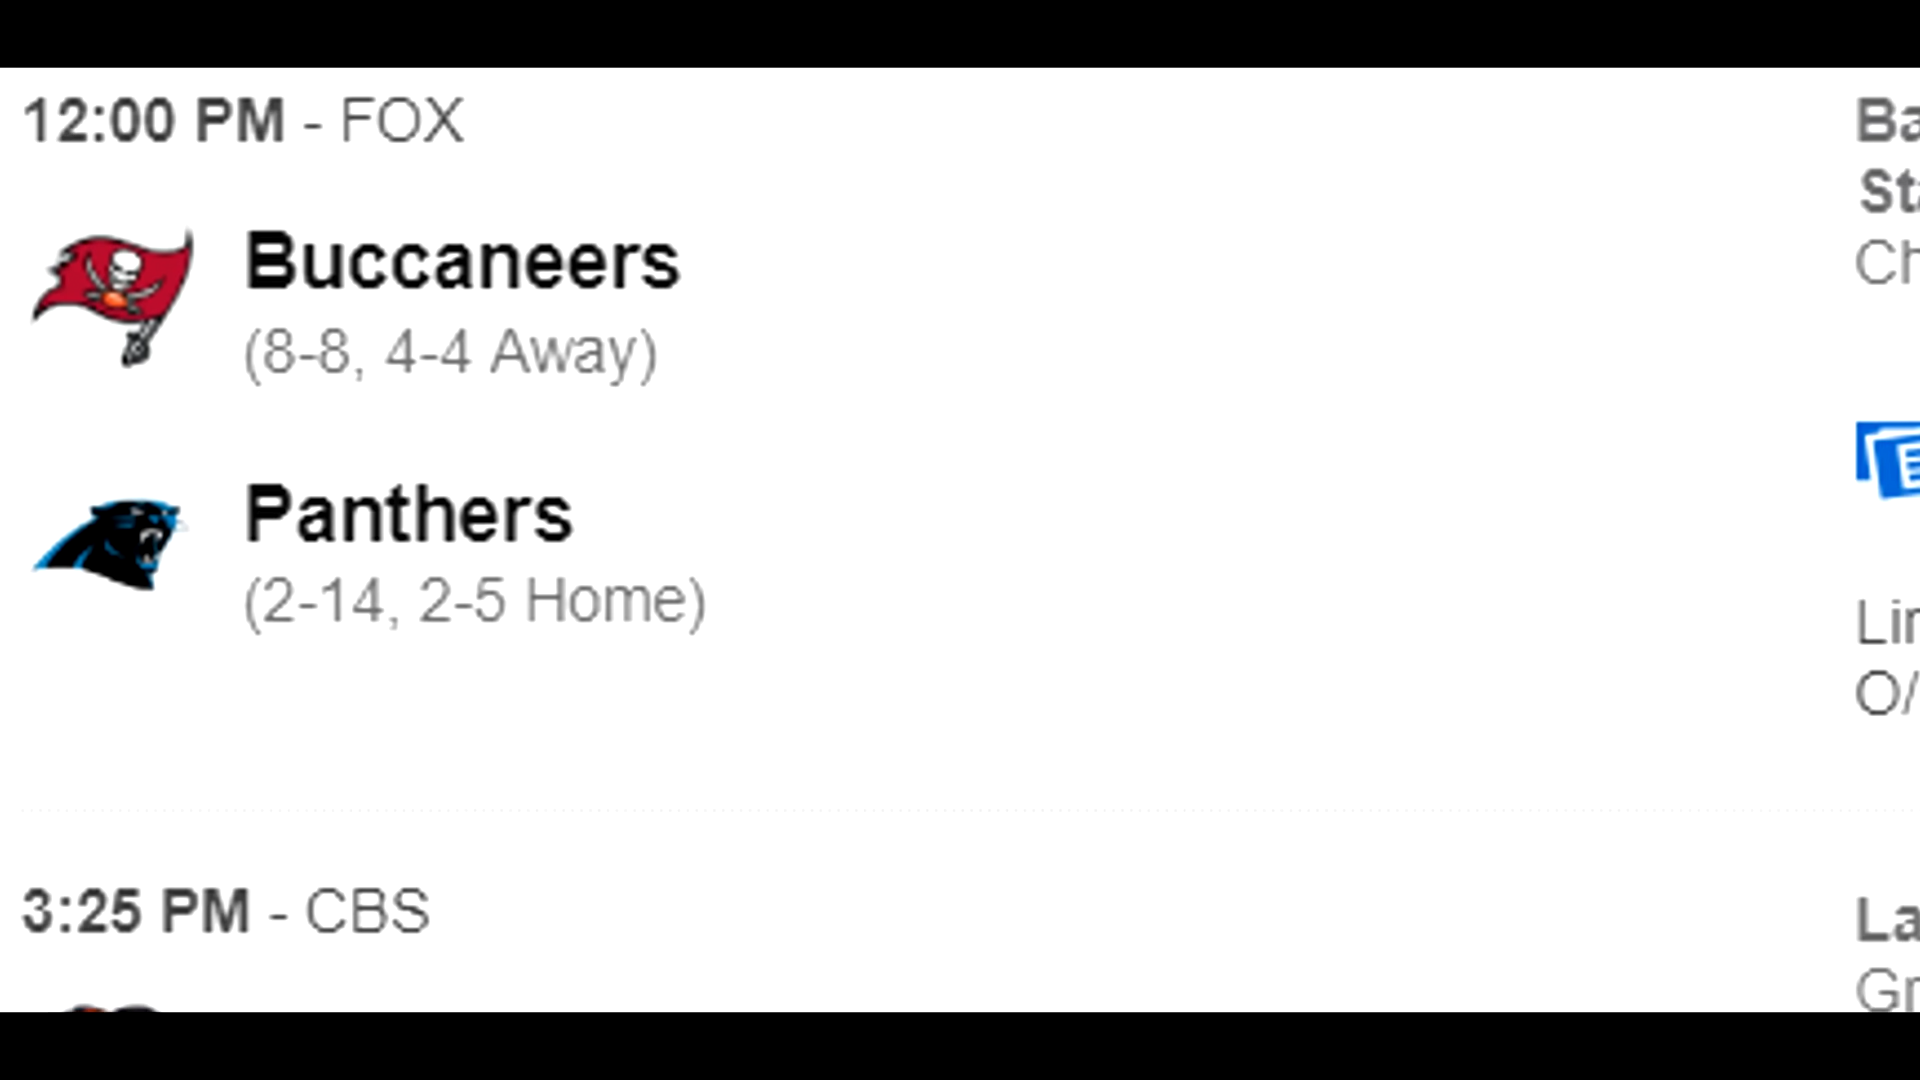 12:00 PM - FOX
Buccaneers
(8-8, 4-4 Away)
Panthers
(2-14, 2-5 Home)
3:25 PM - CBS